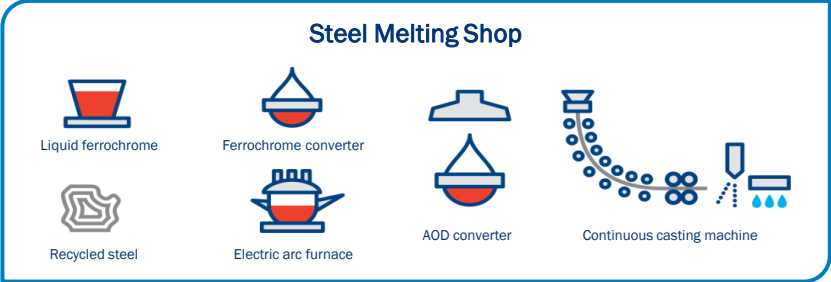 Steel Melting Shop
Liquid ferrochrome
Ferrochrome converter
Recycled steel
Electric arc furnace
AOD converter
Continuous casting machine